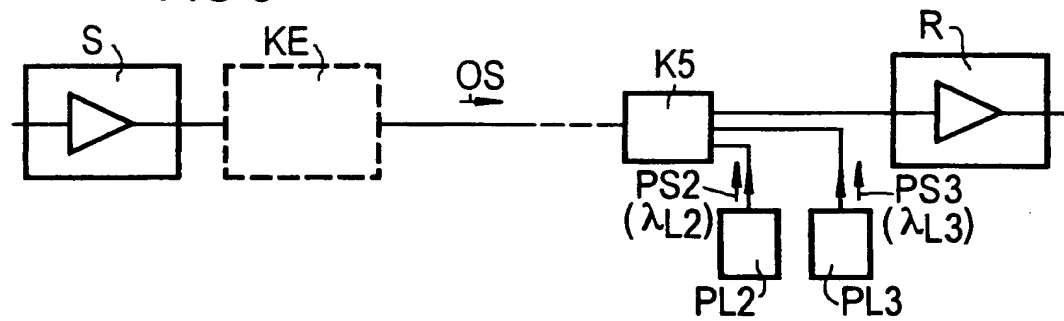 S
KE
OS
K5
R
PS2
(λL2)
PS3
(λL3)
PL2
PL3